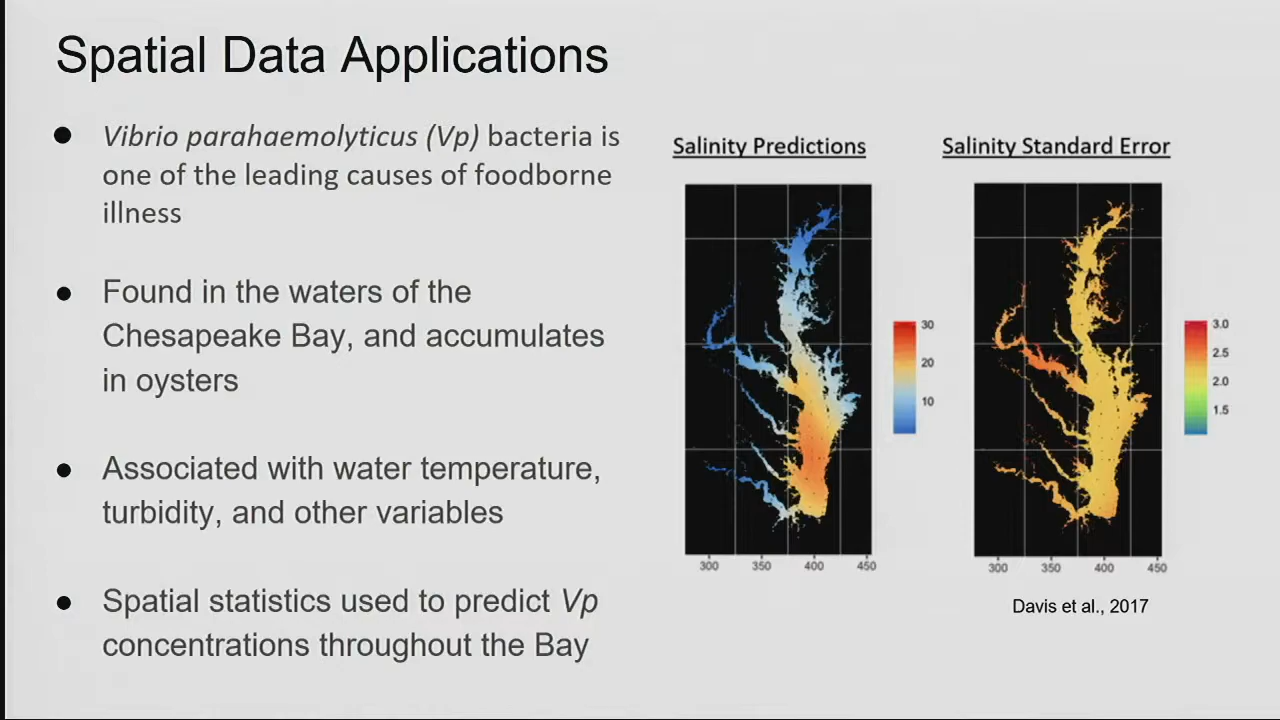 Spatial Data Applications
● Vibrio parahaemolyticus (Vp) bacteria is
one of the leading causes of foodborne
illness
● Found in the waters of the
Chesapeake Bay, and accumulates
in oysters
● Associated with water temperature,
turbidity, and other variables
● Spatial statistics used to predict Vp
concentrations throughout the Bay
Salinity Predictions
30
20
10
300 350 400 450
Salinity Standard Error
3.0
2.5
2.0
1.5
300 350 400 450
Davis et al., 2017